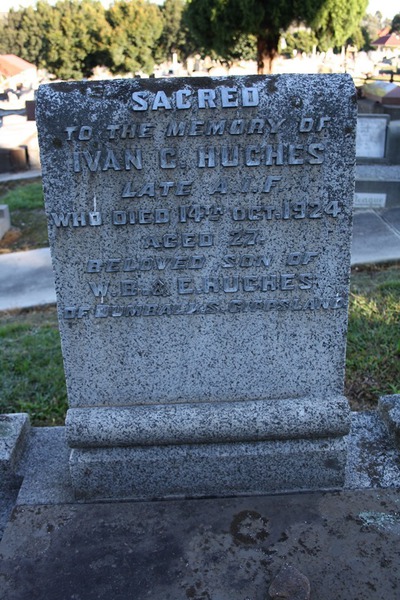 SACRED
TO THE MEMORY OF
IVAN C. HUGHES
LATE A.I.F.
WHO DIED 14TH OCT. 1924
AGED 27.
BELOVED SON OF
W.B. & E. HUGHES
OF DUMBALK STH. GIPPSLAND